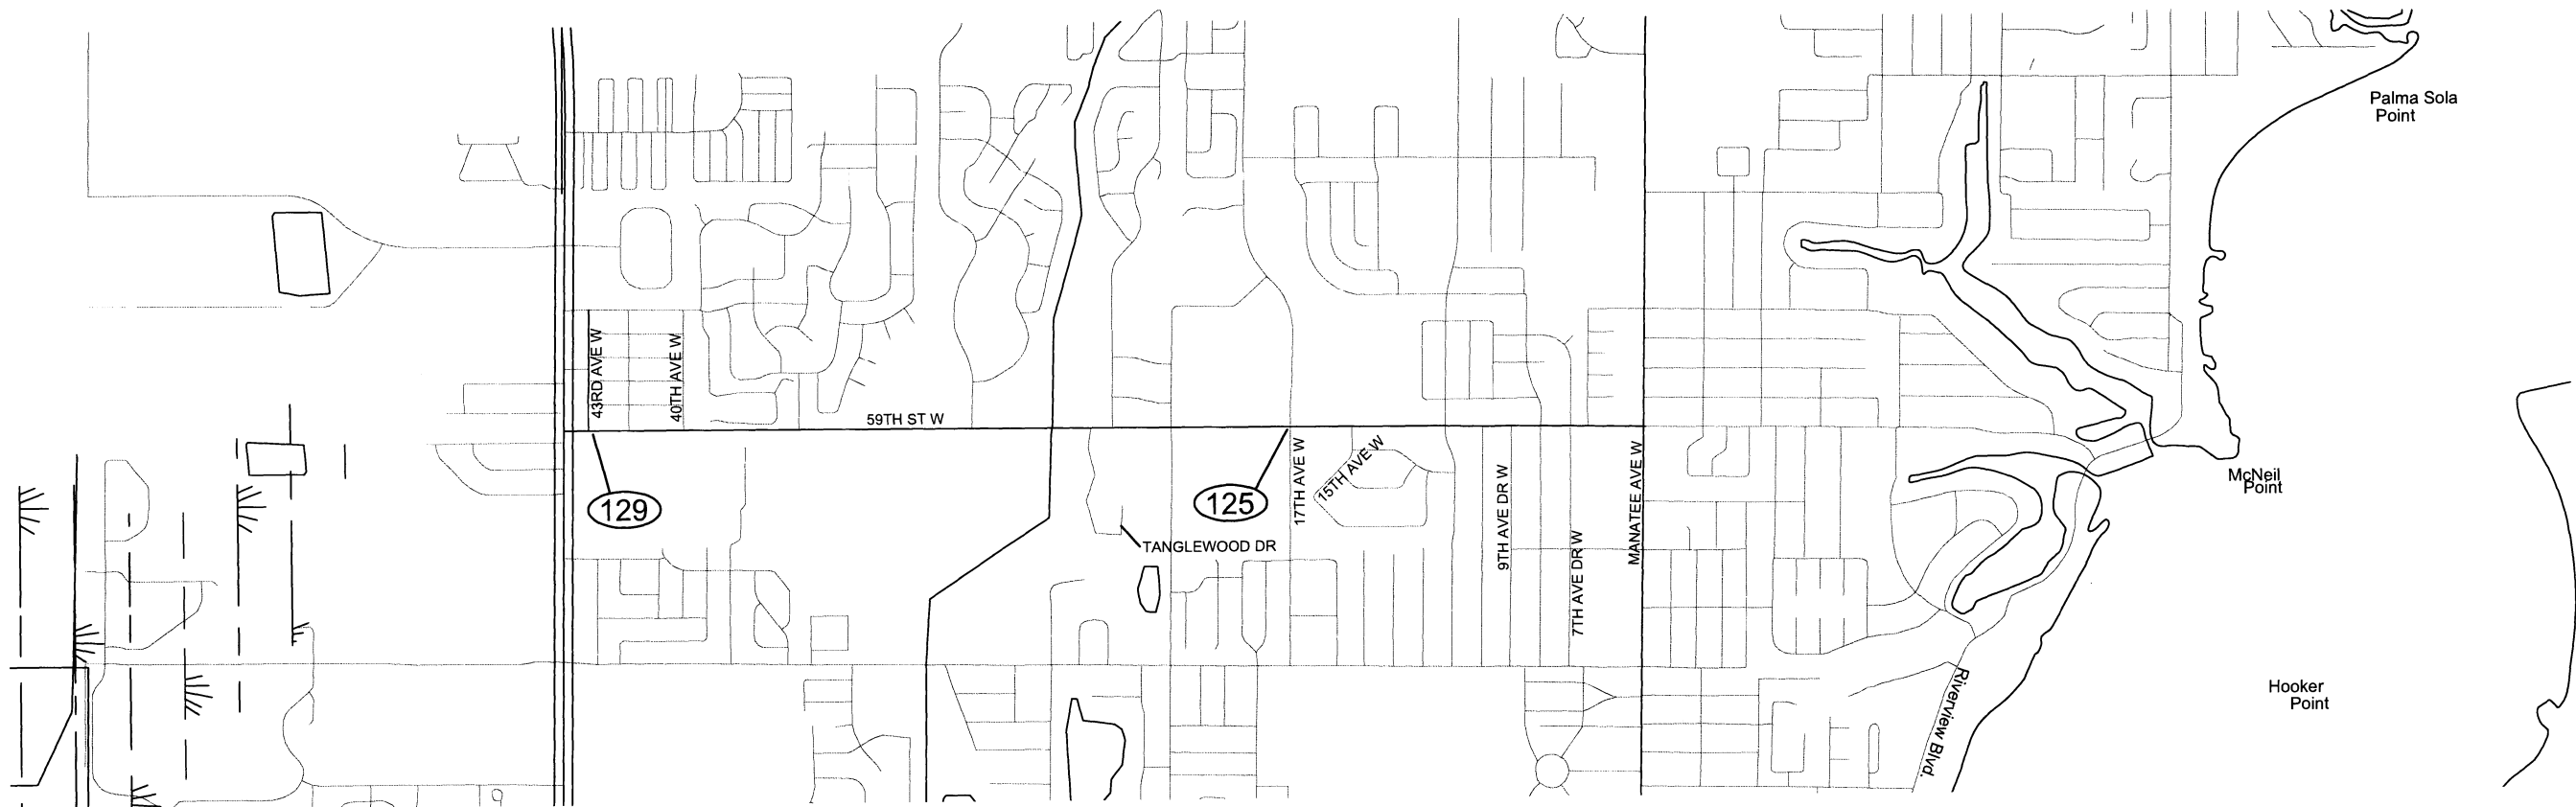 Palma Sola
Point
43RD AVE W
40TH AVE W
59TH ST W
17TH AVE W
15TH AVE W
9TH AVE DR W
7TH AVE DR W
MANATEE AVE W
McNeil
Point
129
125
TANGLEWOOD DR
Hooker
Point
Riverview Blvd.